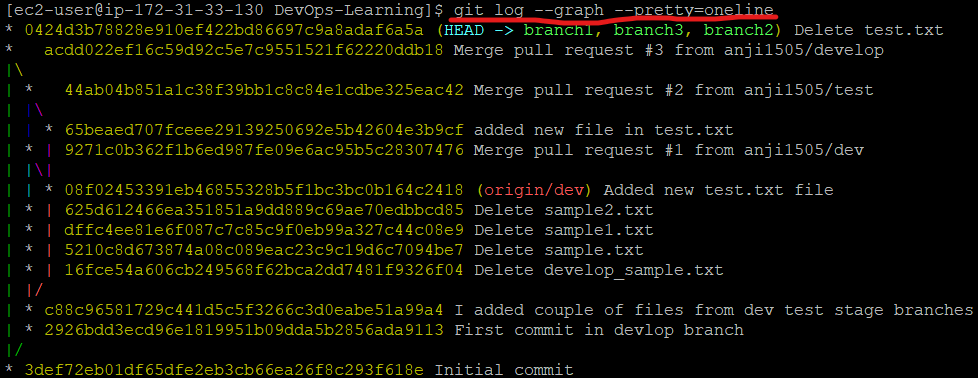 [ec2-user@ip-172-31-33-130 DevOps-Learning]$ git log --graph --pretty=oneline
* 0424d3b78828e910ef422bd86697c9a8adaf6a5a (HEAD -> branch1, branch3, branch2) Delete test.txt
*   acdd022ef16c59d92c5e7c9551521f62220ddb18 Merge pull request #3 from anji1505/develop
|\
| *   44ab04b851a1c38f39bb1c8c84e1cdbe325eac42 Merge pull request #2 from anji1505/test
| |\
| | * 65beaed707fceee29139250692e5b42604e3b9cf added new file in test.txt
| * | 9271c0b362f1b6ed987fe09e6ac95b5c28307476 Merge pull request #1 from anji1505/dev
| |\|
| | * 08f02453391eb46855328b5f1bc3bc0b164c2418 (origin/dev) Added new test.txt file
| * | 625d612466ea351851a9dd889c69ae70edbbcd85 Delete sample2.txt
| * | dffc4ee81e6f087c7c85c9f0eb99a327c44c08e9 Delete sample1.txt
| * | 5210c8d673874a08c089eac23c9c19d6c7094be7 Delete sample.txt
| * | 16fce54a606cb249568f62bca2dd7481f9326f04 Delete develop_sample.txt
| |/
| * c88c96581729c441d5c5f3266c3d0eabe51a99a4 I added couple of files from dev test stage branches
| * 2926bdd3ecd96e1819951b09dda5b2856ada9113 First commit in devlop branch
|/
* 3def72eb01df65dfe2eb3cb66ea26f8c293f618e Initial commit